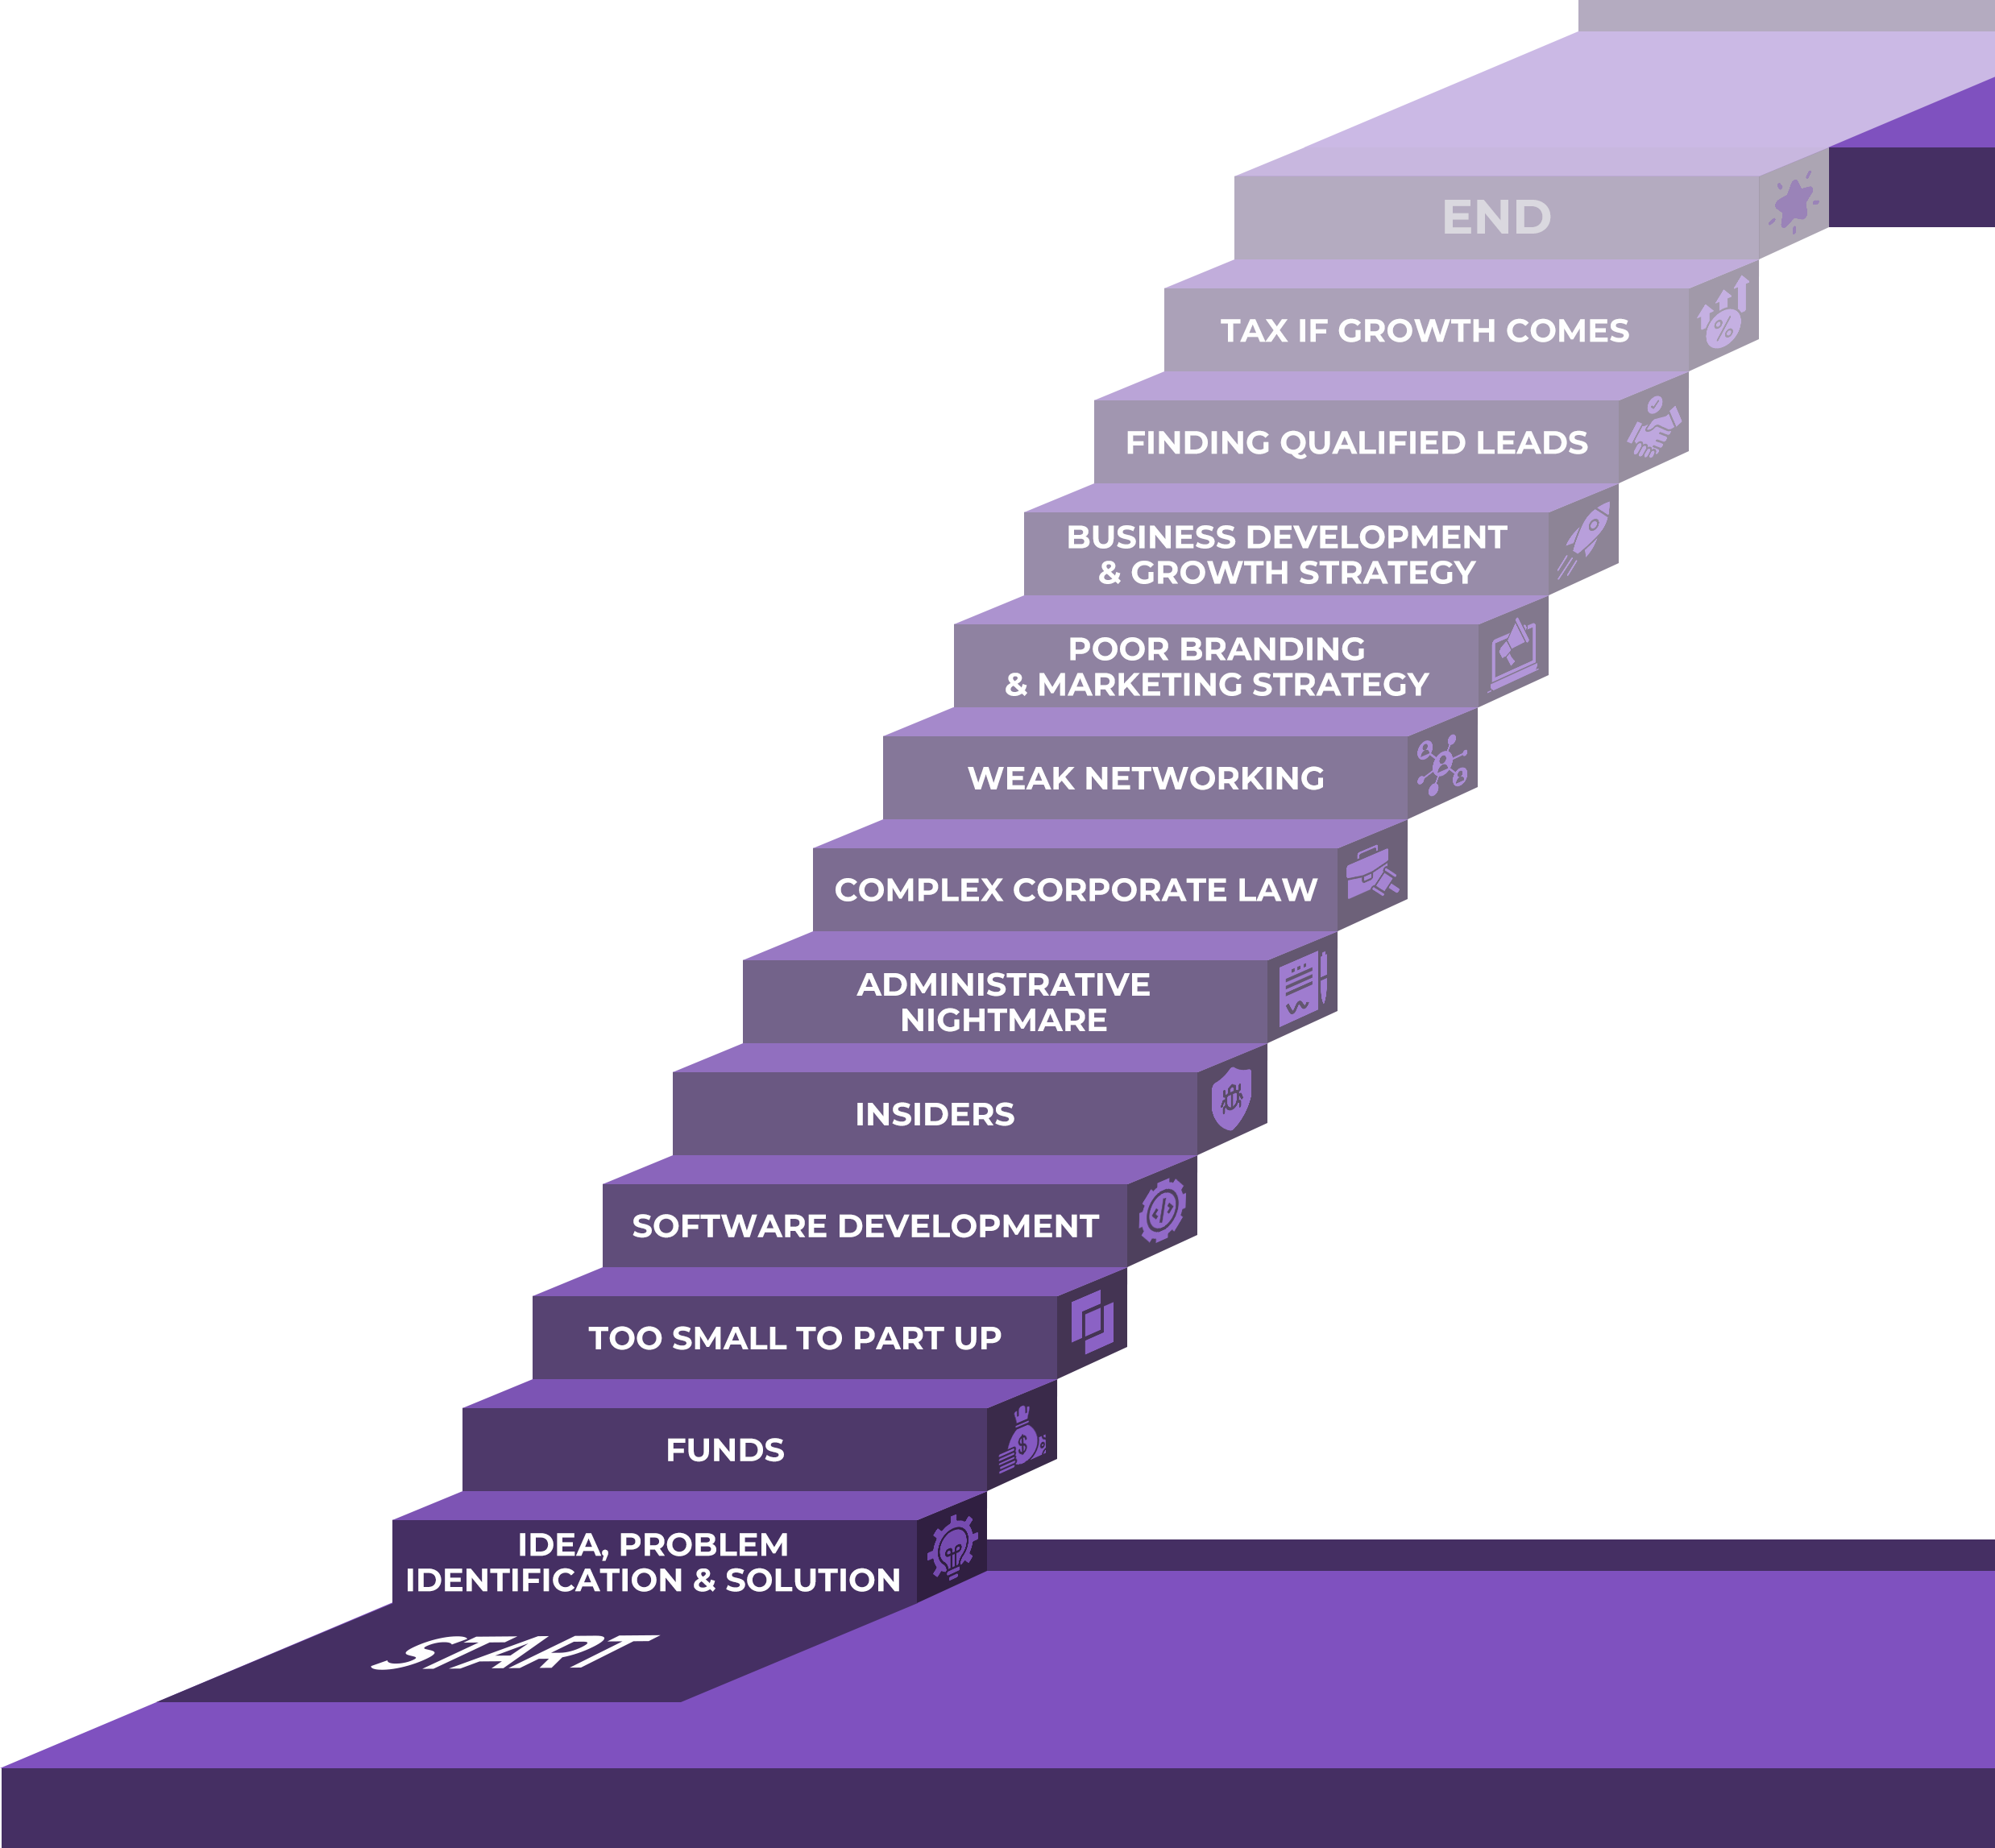 END
TAX IF GROWTH COMES
FINDING QUALIFIED LEADS
BUSINESS DEVELOPMENT
& GROWTH STRATEGY
POOR BRANDING
& MARKETING STRATEGY
WEAK NETWORKING
COMPLEX CORPORATE LAW
ADMINISTRATIVE
NIGHTMARE
INSIDERS
SOFTWARE DEVELOPMENT
TOO SMALL TO PART UP
FUNDS
IDEA, PROBLEM
IDENTIFICATION & SOLUTION
START